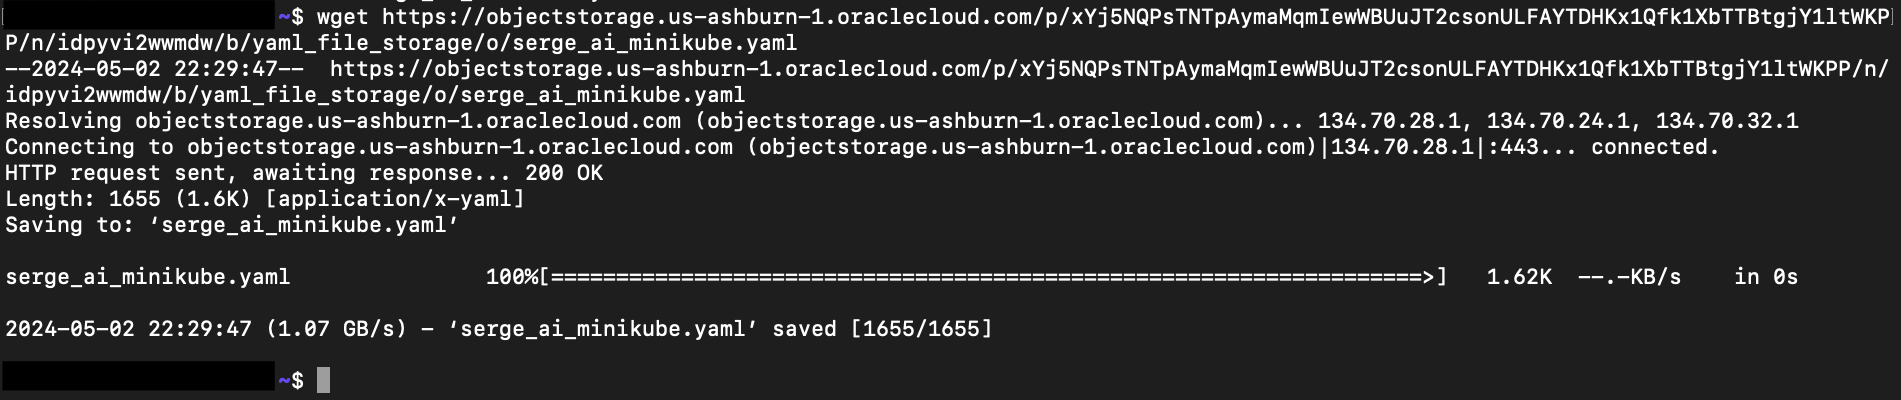 ~$ wget https://objectstorage.us-ashburn-1.oraclecloud.com/p/xYj5NQPsTNTpAymaMqmIewWBUuJT2csonULFAYTDHKx1Qfk1XbTTBtgjY1ltWKP
P/n/idpyvi2wwmdw/b/yaml_file_storage/o/serge_ai_minikube.yaml
--2024-05-02 22:29:47--  https://objectstorage.us-ashburn-1.oraclecloud.com/p/xYj5NQPsTNTpAymaMqmIewWBUuJT2csonULFAYTDHKx1Qfk1XbTTBtgjY1ltWKPP/n/
idpyvi2wwmdw/b/yaml_file_storage/o/serge_ai_minikube.yaml
Resolving objectstorage.us-ashburn-1.oraclecloud.com (objectstorage.us-ashburn-1.oraclecloud.com)... 134.70.28.1, 134.70.24.1, 134.70.32.1
Connecting to objectstorage.us-ashburn-1.oraclecloud.com (objectstorage.us-ashburn-1.oraclecloud.com)|134.70.28.1|:443... connected.
HTTP request sent, awaiting response... 200 OK
Length: 1655 (1.6K) [application/x-yaml]
Saving to: ‘serge_ai_minikube.yaml’
serge_ai_minikube.yaml 100%[===================================================================>] 1.62K --.-KB/s in 0s
2024-05-02 22:29:47 (1.07 GB/s) - ‘serge_ai_minikube.yaml’ saved [1655/1655]
~$